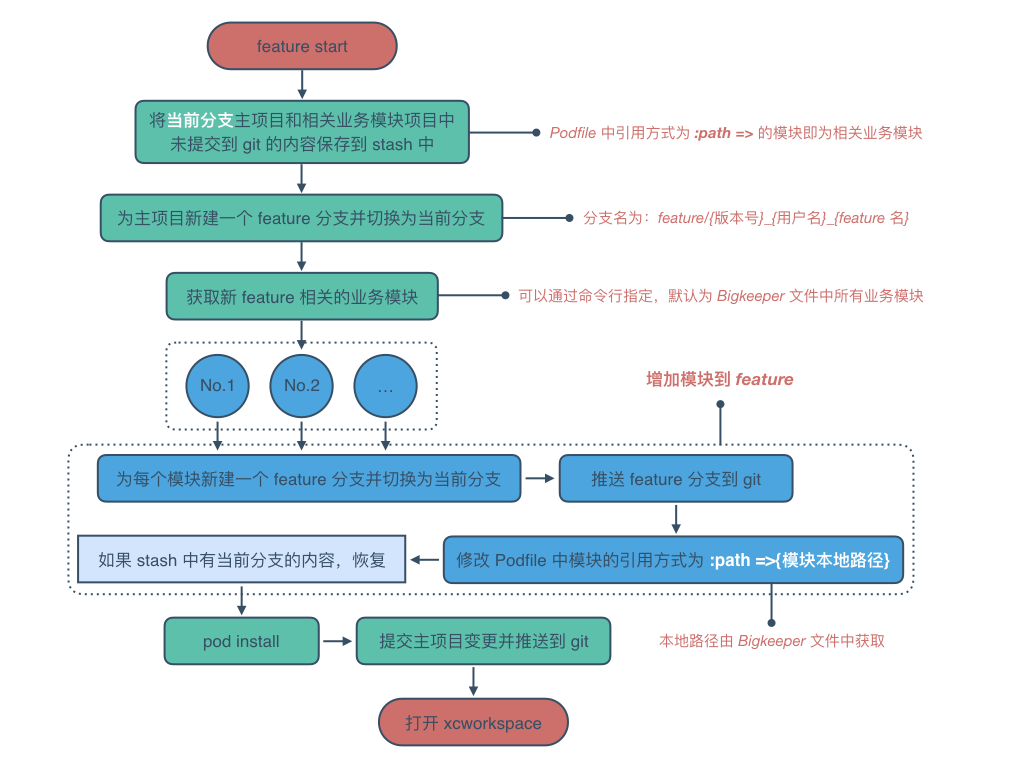 feature start
将当前分支主项目和相关业务模块项目中
未提交到 git 的内容保存到 stash 中
Podfile 中引用方式为 :path => 的模块即为相关业务模块
为主项目新建一个 feature 分支并切换为当前分支
分支名为：feature/{版本号}_{用户名}_{feature 名}
获取新 feature 相关的业务模块
可以通过命令行指定，默认为 Bigkeeper 文件中所有业务模块
No.1
No.2
...
增加模块到 feature
为每个模块新建一个 feature 分支并切换为当前分支
推送 feature 分支到 git
如果 stash 中有当前分支的内容，恢复
修改 Podfile 中模块的引用方式为 :path =>{模块本地路径}
pod install
提交主项目变更并推送到 git
本地路径由 Bigkeeper 文件中获取
打开 xcworkspace